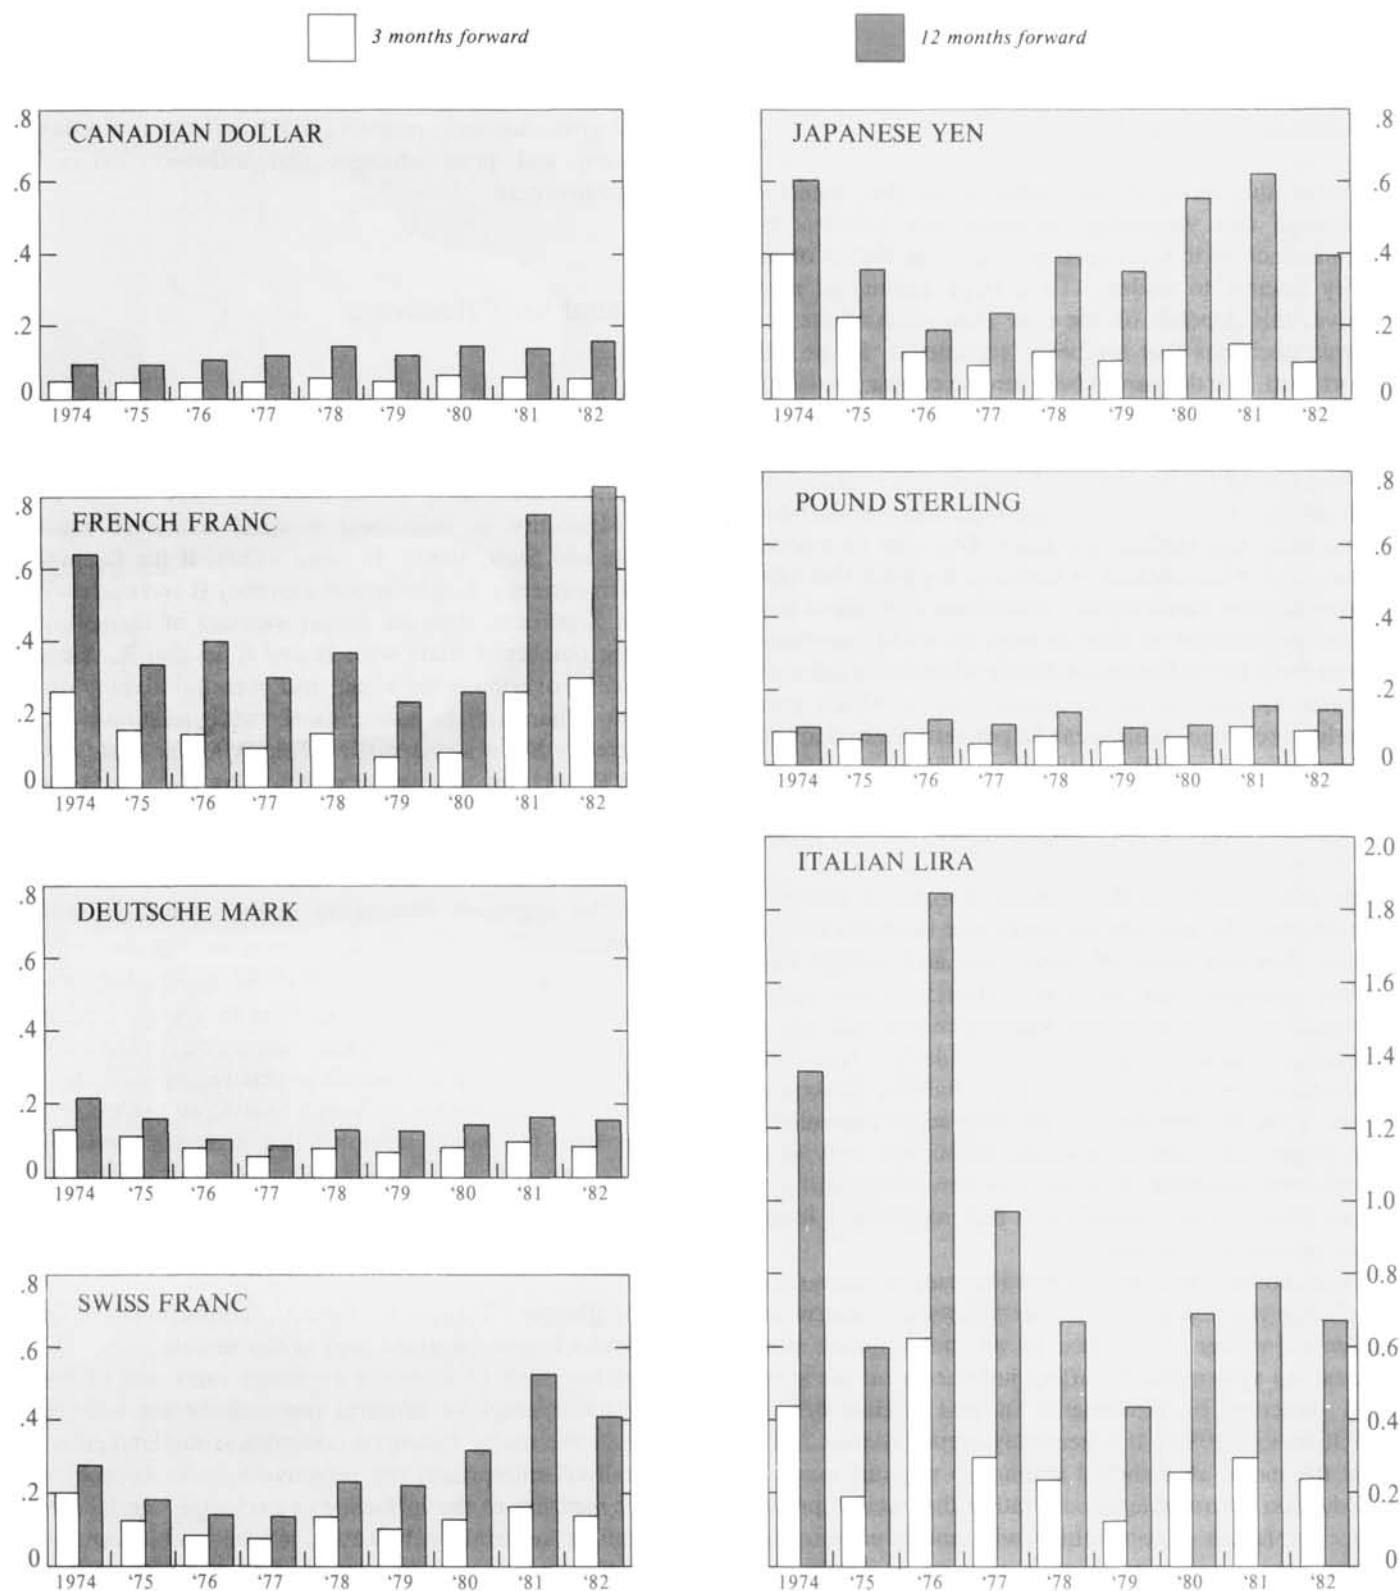 3 months forward
12 months forward
CANADIAN DOLLAR
.8
.6
.4
.2
0
1974 '75 '76 '77 '78 '79 '80 '81 '82
JAPANESE YEN
.8
.6
.4
.2
0
1974 '75 '76 '77 '78 '79 '80 '81 '82
FRENCH FRANC
.8
.6
.4
.2
0
1974 '75 '76 '77 '78 '79 '80 '81 '82
POUND STERLING
.8
.6
.4
.2
0
1974 '75 '76 '77 '78 '79 '80 '81 '82
DEUTSCHE MARK
.8
.6
.4
.2
0
1974 '75 '76 '77 '78 '79 '80 '81 '82
SWISS FRANC
.8
.6
.4
.2
0
1974 '75 '76 '77 '78 '79 '80 '81 '82
ITALIAN LIRA
2.0
1.8
1.6
1.4
1.2
1.0
0.8
0.6
0.4
0.2
0
1974 '75 '76 '77 '78 '79 '80 '81 '82